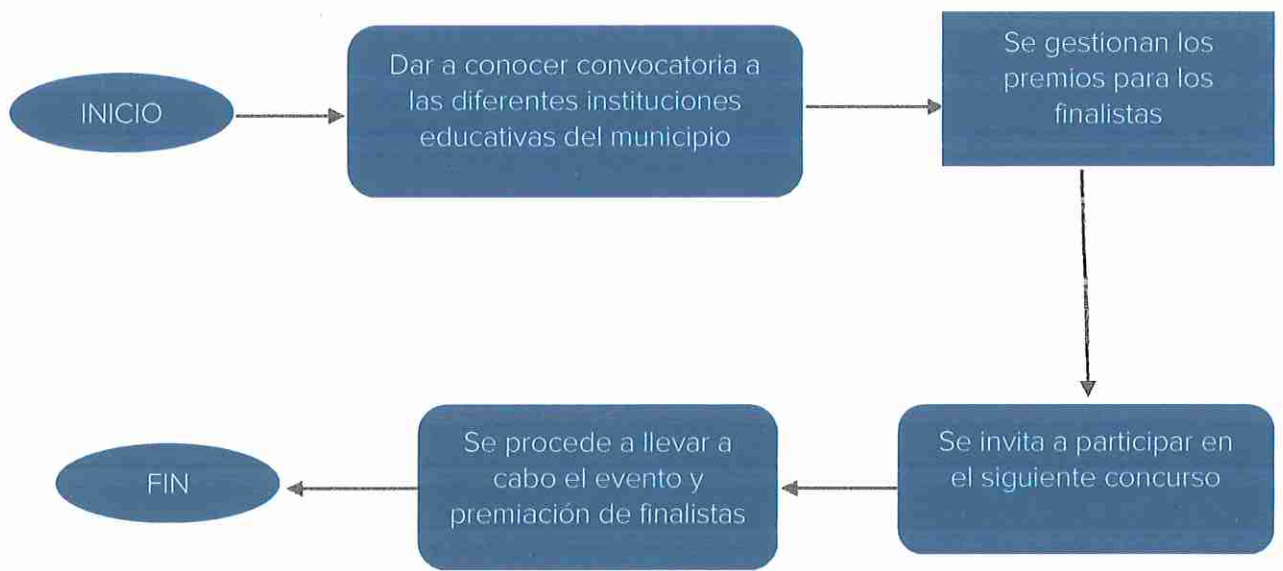 INICIO
Dar a conocer convocatoria a
las diferentes instituciones
educativas del municipio
Se gestionan los
premios para los
finalistas
Se invita a participar en
el siguiente concurso
Se procede a llevar a
cabo el evento y
premiación de finalistas
FIN